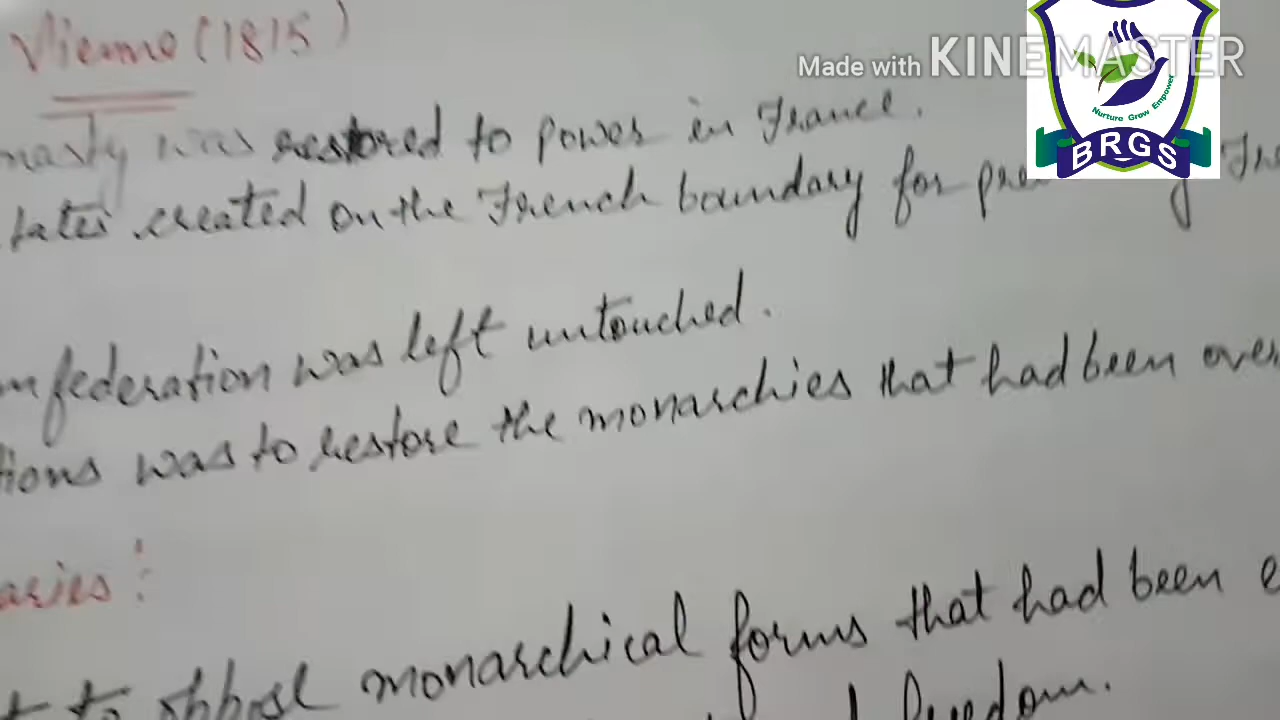 Vienna (1815)
Made with KINEMASTER
Nurture Grow Empower
BRGS
nasty was restored to power in France.
tates created on the French boundary for
nfederation was left untouched.
tions was to restore the monarchies that had been over
aries:
t to oppose monarchical forms that had been e
freedom.